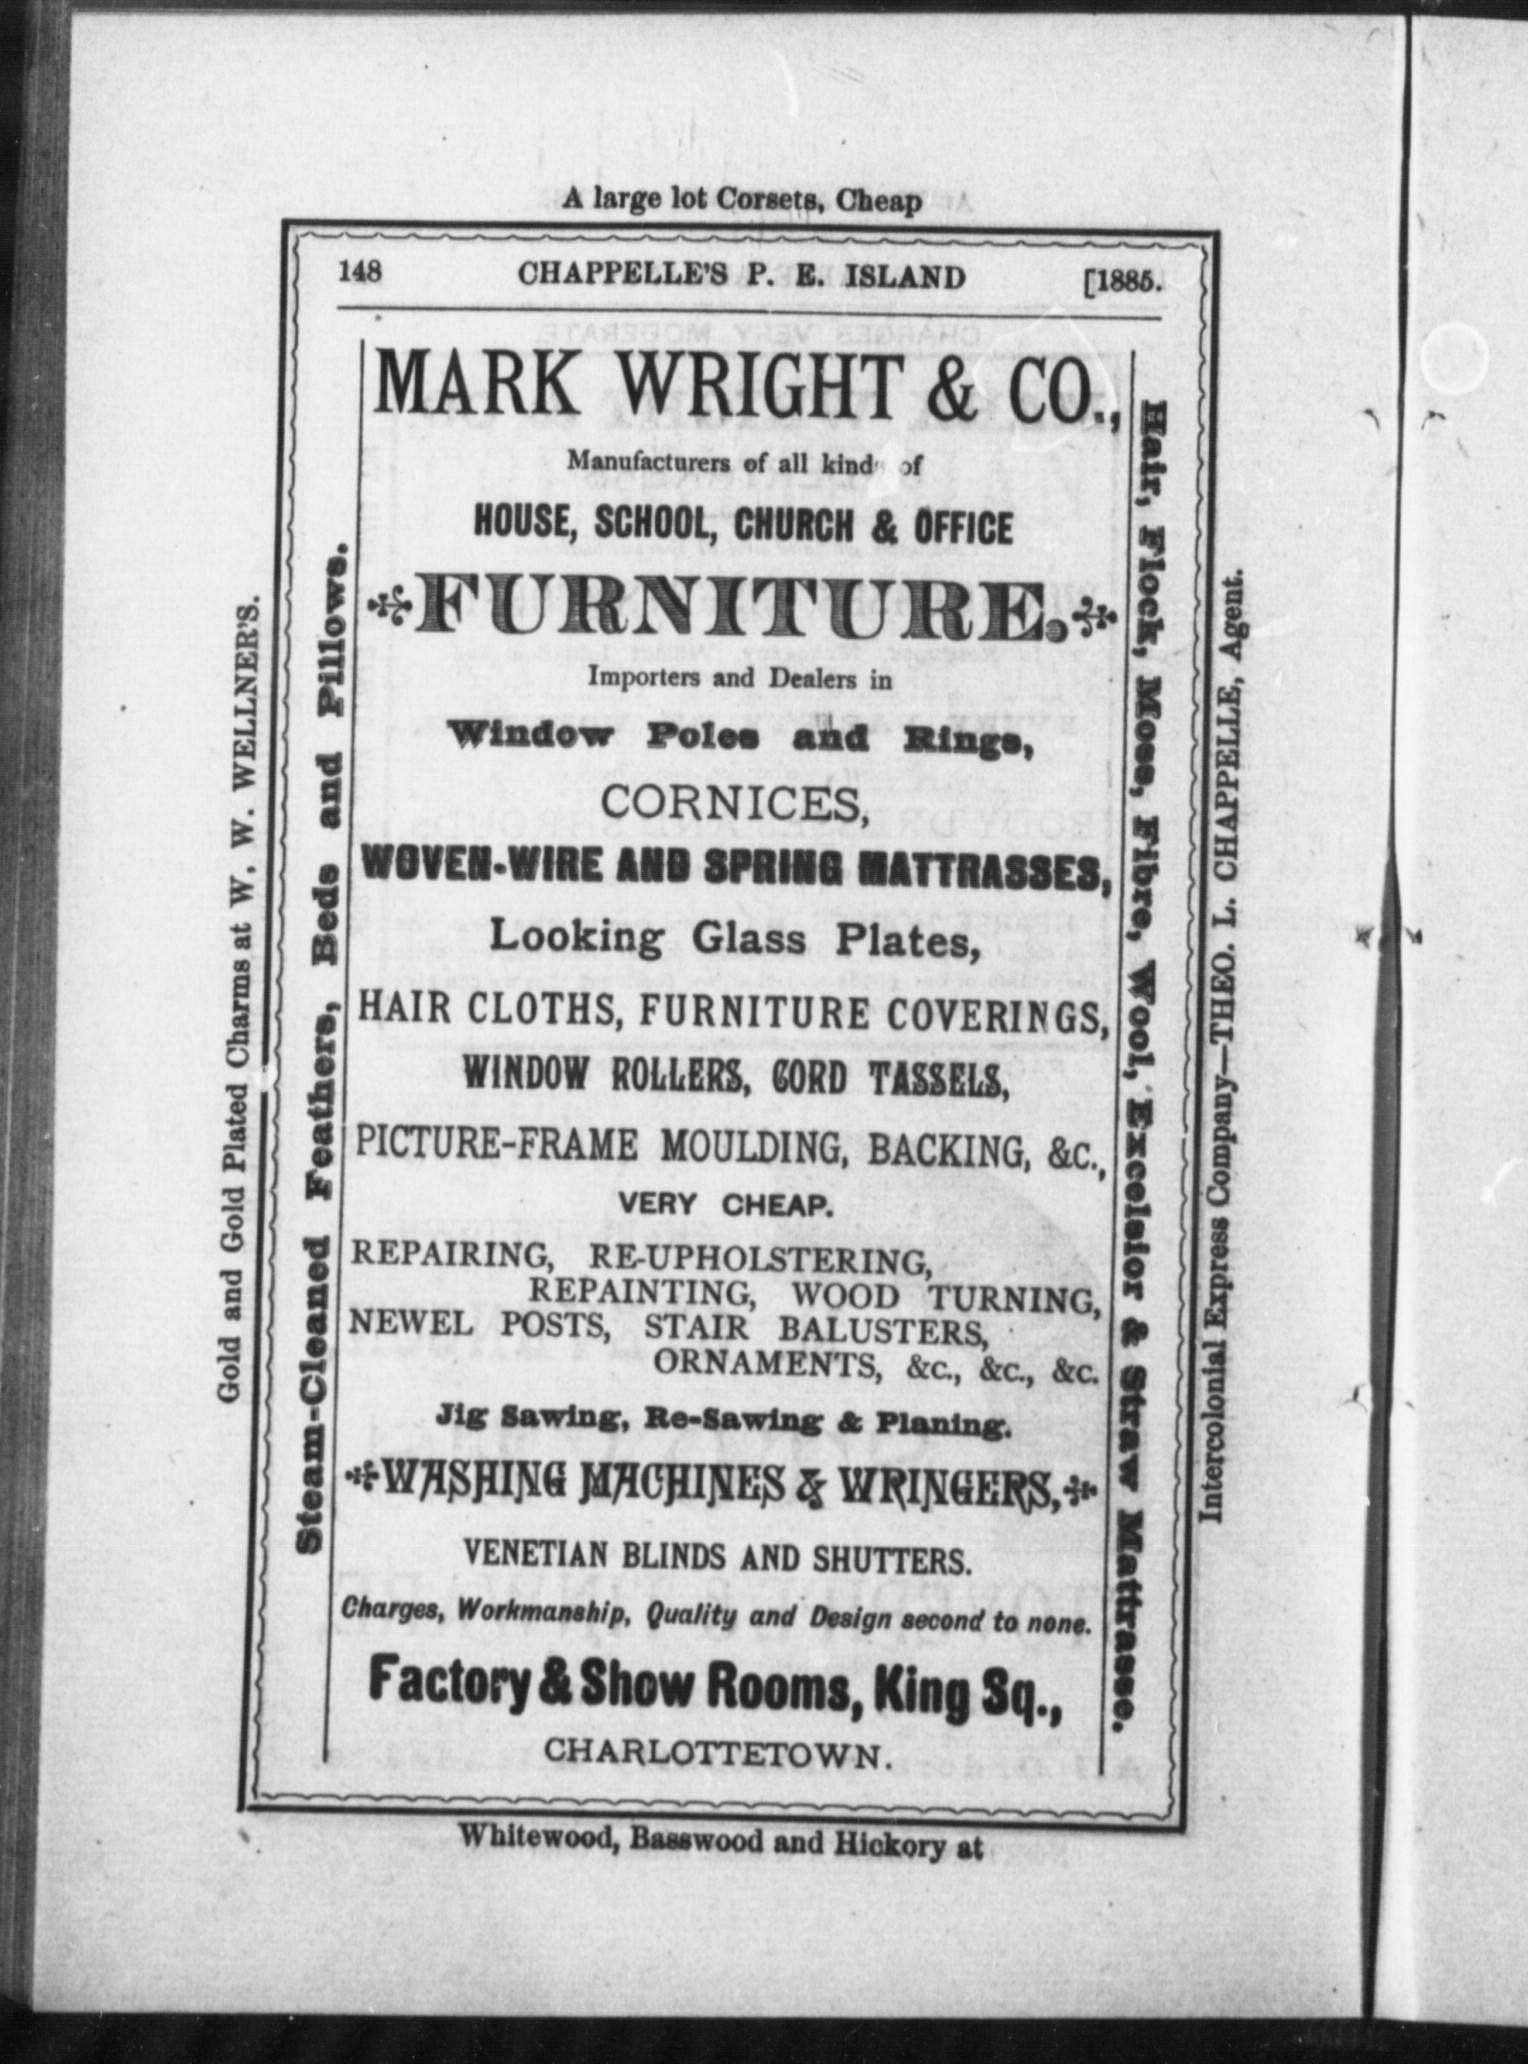 A large lot Corsets, Cheap
148 CHAPPELLE'S P. E. ISLAND [1885.
MARK WRIGHT & CO.,
Manufacturers of all kinds of
HOUSE, SCHOOL, CHURCH & OFFICE
FURNITURE.
Importers and Dealers in
Window Poles and Rings,
CORNICES,
WOVEN-WIRE AND SPRING MATTRASSES,
Looking Glass Plates,
HAIR CLOTHS, FURNITURE COVERINGS,
WINDOW ROLLERS, CORD TASSELS,
PICTURE-FRAME MOULDING, BACKING, &C.,
VERY CHEAP.
REPAIRING, RE-UPHOLSTERING,
REPAINTING, WOOD TURNING,
NEWEL POSTS, STAIR BALUSTERS,
ORNAMENTS, &c., &c., &c.
Jig Sawing, Re-Sawing & Planing.
WASHING MACHINES & WRINGERS,
VENETIAN BLINDS AND SHUTTERS.
Charges, Workmanship, Quality and Design second to none.
Factory & Show Rooms, King Sq.,
CHARLOTTETOWN.
Steam-Cleaned Feathers, Beds and Pillows.
Hair, Flock, Moss, Fibre, Wool, Excelsior & Straw Mattrasse.
Gold and Gold Plated Charms at W. W. WELLNER'S.
Intercolonial Express Company—THEO. L. CHAPPELLE, Agent.
Whitewood, Basswood and Hickory at